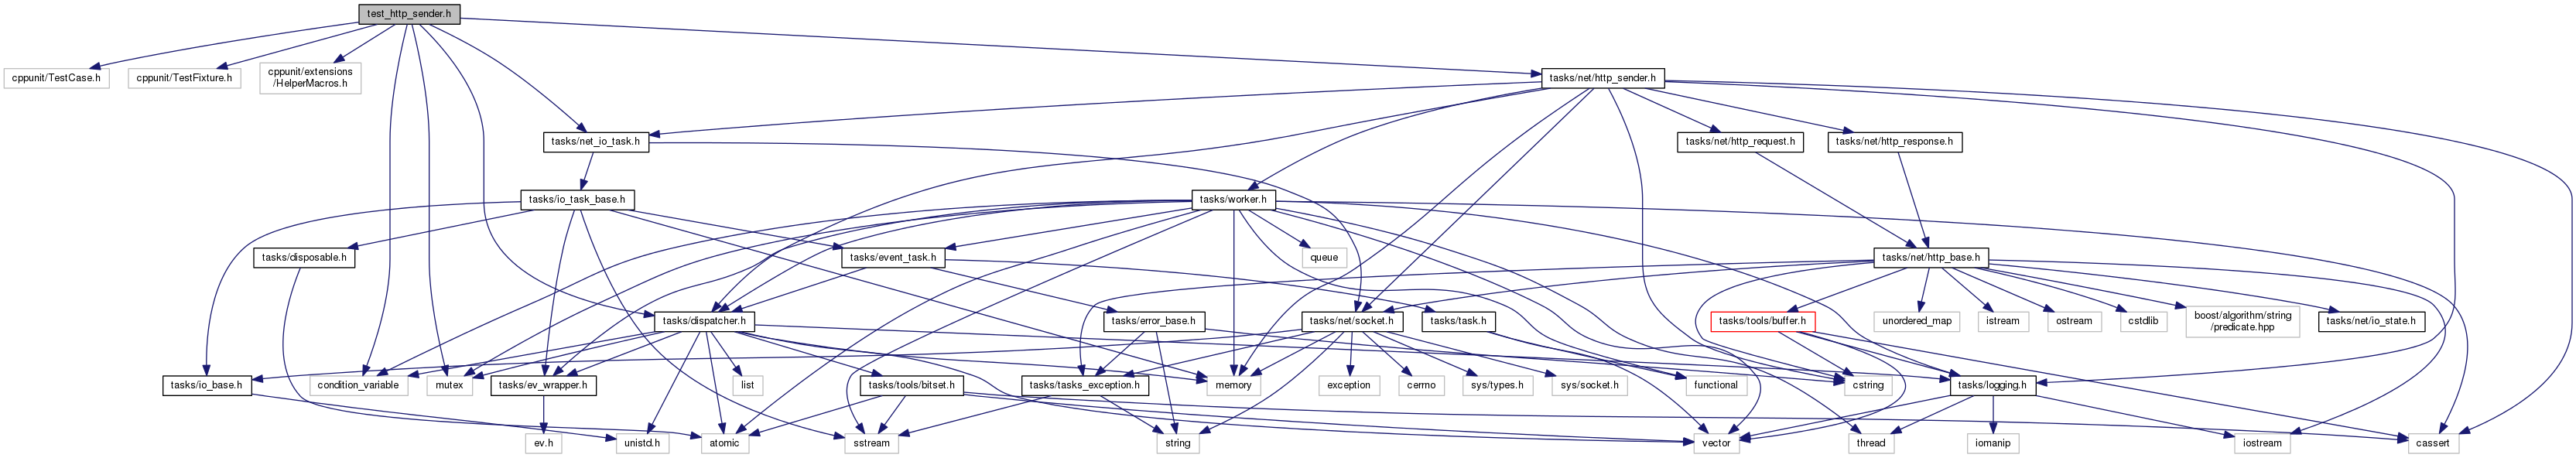 test_http_sender.h
cppunit/TestCase.h
cppunit/TestFixture.h
cppunit/extensions
/HelperMacros.h
tasks/net/http_sender.h
tasks/net_io_task.h
tasks/net/http_request.h
tasks/net/http_response.h
tasks/io_task_base.h
tasks/worker.h
tasks/disposable.h
tasks/event_task.h
queue
tasks/net/http_base.h
tasks/dispatcher.h
tasks/error_base.h
tasks/net/socket.h
tasks/task.h
tasks/tools/buffer.h
unordered_map
istream
ostream
cstdlib
boost/algorithm/string
/predicate.hpp
tasks/net/io_state.h
tasks/io_base.h
condition_variable
mutex
tasks/ev_wrapper.h
list
tasks/tools/bitset.h
tasks/tasks_exception.h
memory
exception
cerrno
sys/types.h
sys/socket.h
functional
cstring
tasks/logging.h
ev.h
unistd.h
atomic
sstream
string
vector
thread
iomanip
iostream
cassert